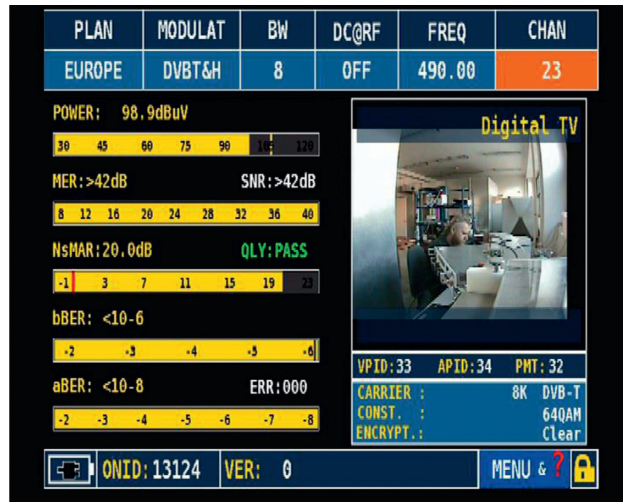 PLAN MODULAT BW DC@RF FREQ CHAN
EUROPE DVBT&H 8 OFF 490.00 23
POWER: 98.9dBuV
30 45 60 75 90 105 120
MER:>42dB SNR:>42dB
8 12 16 20 24 28 32 36 40
NsMAR:20.0dB QLY:PASS
-1 3 7 11 15 19 23
bBER: <10-6
-2 -3 -4 -5 -6
aBER: <10-8 ERR:000
-2 -3 -4 -5 -6 -7 -8
Digital TV
VPID:33 APID:34 PMT:32
CARRIER : 8K DVB-T
CONST. : 64QAM
ENCRYPT.: Clear
ONID:13124 VER: 0 MENU & ?